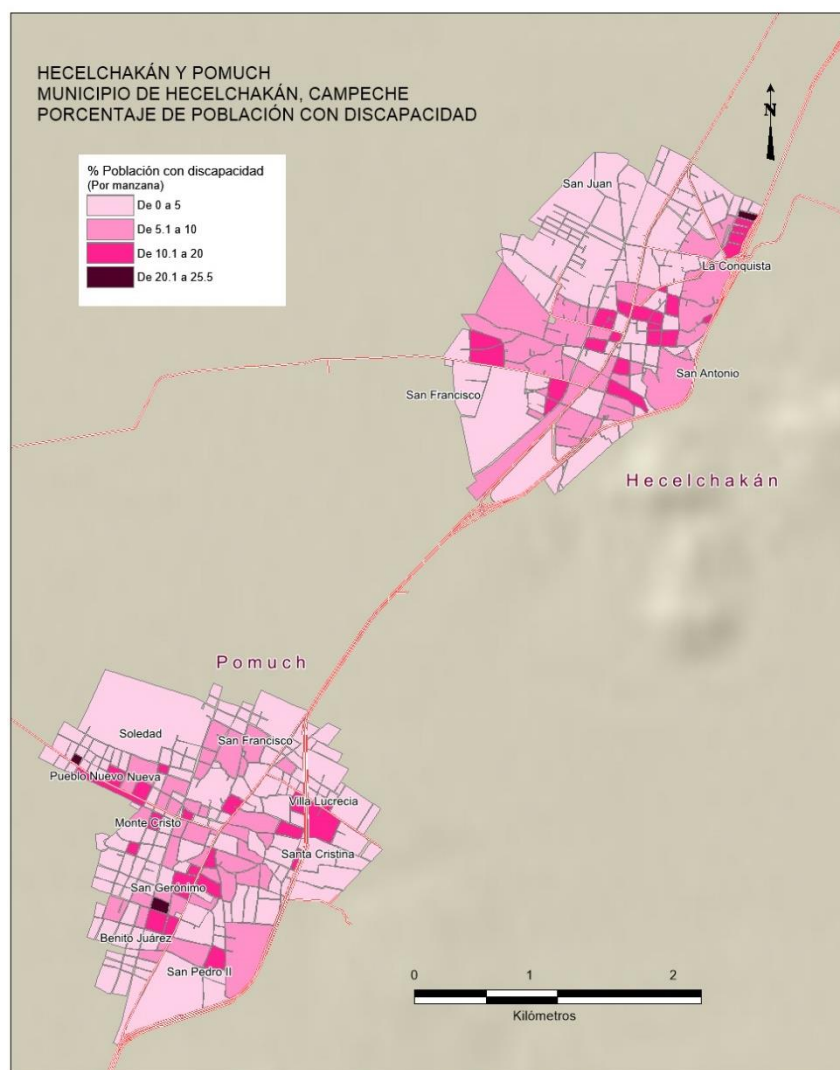 HECELCHAKÁN Y POMUCH
MUNICIPIO DE HECELCHAKÁN, CAMPECHE
PORCENTAJE DE POBLACIÓN CON DISCAPACIDAD
N
% Población con discapacidad
(Por manzana)
De 0 a 5
De 5.1 a 10
De 10.1 a 20
De 20.1 a 25.5
San Juan
La Conquista
San Antonio
San Francisco
Hecelchakán
Pomuch
Soledad
San Francisco
Pueblo Nuevo Nueva
Villa Lucrecia
Monte Cristo
Santa Cristina
San Gerónimo
Benito Juárez
San Pedro II
0 1 2
Kilómetros